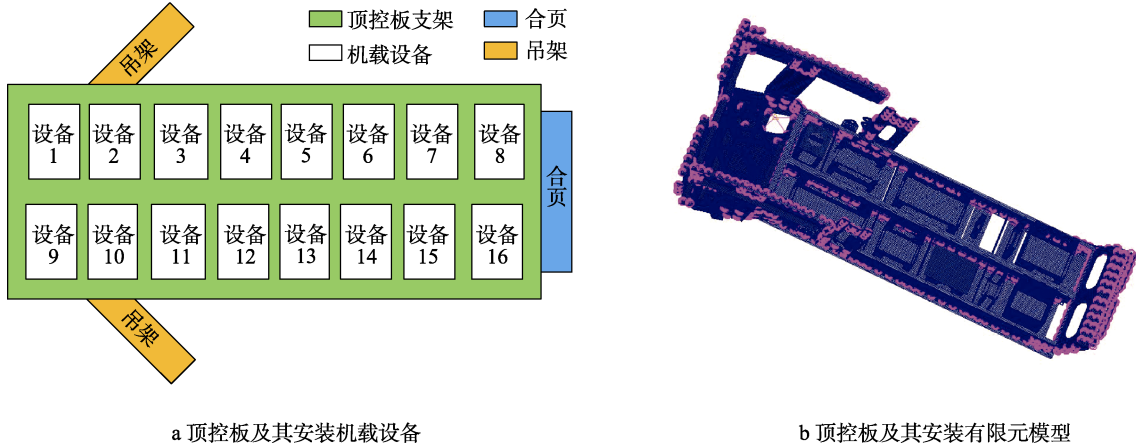 吊架
顶控板支架
合页
机载设备
吊架
设备
1
设备
2
设备
3
设备
4
设备
5
设备
6
设备
7
设备
8
合页
设备
9
设备
10
设备
11
设备
12
设备
13
设备
14
设备
15
设备
16
吊架
a 顶控板及其安装机载设备
b 顶控板及其安装有限元模型